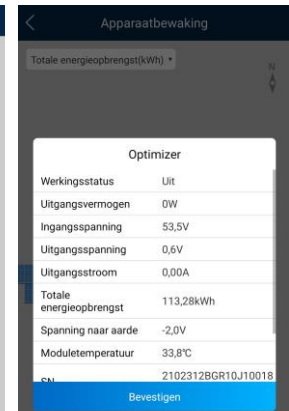 Apparaatbewaking
Totale energieopbrengst(kWh)
N
Optimizer
Werkingsstatus Uit
Uitgangsvermogen 0W
Ingangsspanning 53,5V
Uitgangsspanning 0,6V
Uitgangsstroom 0,00A
Totale
energieopbrengst 113,28kWh
Spanning naar aarde -2,0V
Moduletemperatuur 33,8°C
SN 2102312BGR10J10018
Bevestigen